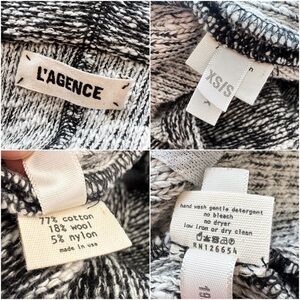 L'AGENCE
XS/S
77% cotton
18% wool
5% nylon
made in usa
hand wash gentle detergent
no bleach
no dryer
low iron or dry clean
RN126654